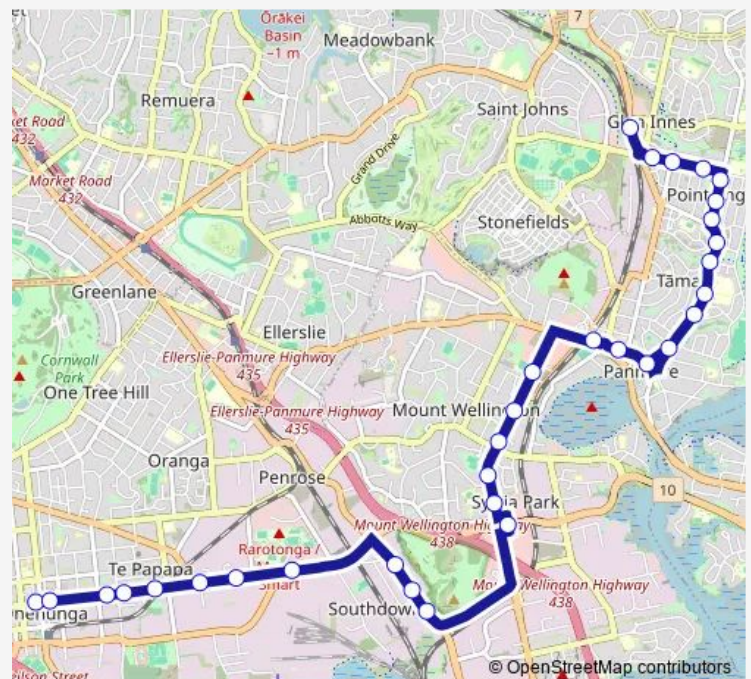 Ōrākei
Basin
-1 m
7
Meadowbank
Remuera
Saint Johns
Market Road
432
Grand Drive
Market Road
432
Abbotts Way
Stonefields
Greenlane
Ellerslie
Cornwall
Park
One Tree Hill
Ellerslie-Panmure Highway
435
Ellerslie-Panmure Highway
435
Mount Wellington
Oranga
Penrose
10
Mount Wellington Highway
438
Te Papapa
Rarotonga /
Mount Wellington Highway
438
© OpenStreetMap contributors